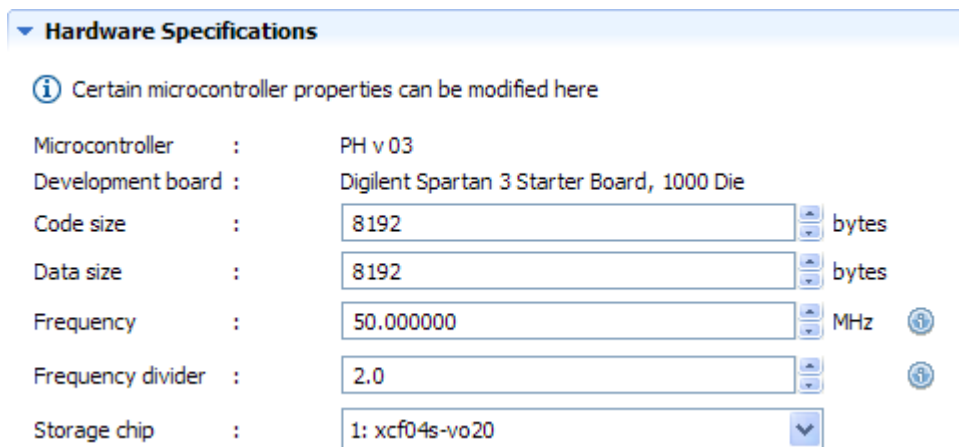 Hardware Specifications
Certain microcontroller properties can be modified here
Microcontroller : PH v 03
Development board : Digilent Spartan 3 Starter Board, 1000 Die
Code size : 8192 bytes
Data size : 8192 bytes
Frequency : 50.000000 MHz
Frequency divider : 2.0
Storage chip : 1: xcf04s-vo20